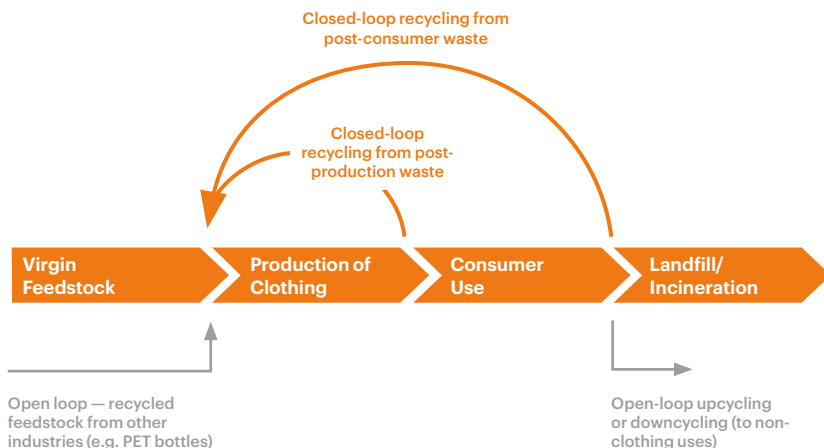 Closed-loop recycling from
post-consumer waste
Closed-loop
recycling from post-
production waste
Virgin
Feedstock
Production of
Clothing
Consumer
Use
Landfill/
Incineration
Open loop — recycled
feedstock from other
industries (e.g. PET bottles)
Open-loop upcycling
or downcycling (to non-
clothing uses)